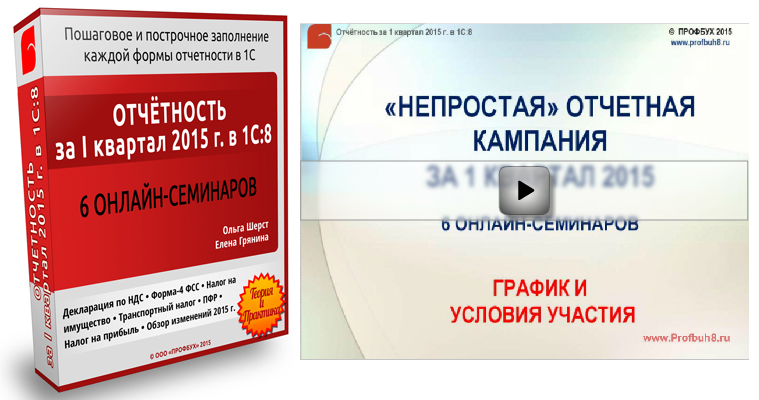 Пошаговое и построчное заполнение
каждой формы отчетности в 1С
ОТЧЁТНОСТЬ
за I квартал 2015 г. в 1С:8
6 ОНЛАЙН-СЕМИНАРОВ
Ольга Шерст
Елена Грянина
Декларация по НДС • Форма-4 ФСС • Налог на
имущество • Транспортный налог • ПФР •
Налог на прибыль • Обзор изменений 2015 г.
Теория
и
Практика
© ООО «ПРОФБУХ» 2015
ОТЧЕТНОСТЬ
за I квартал 2015 г. в 1С:8
Отчётность за 1 квартал 2015 г. в 1С:8
© ПРОФБУХ 2015
www.profbuh8.ru
«НЕПРОСТАЯ» ОТЧЕТНАЯ
КАМПАНИЯ
ЗА 1 КВАРТАЛ 2015
6 ОНЛАЙН-СЕМИНАРОВ
ГРАФИК И
УСЛОВИЯ УЧАСТИЯ
www.Profbuh8.ru